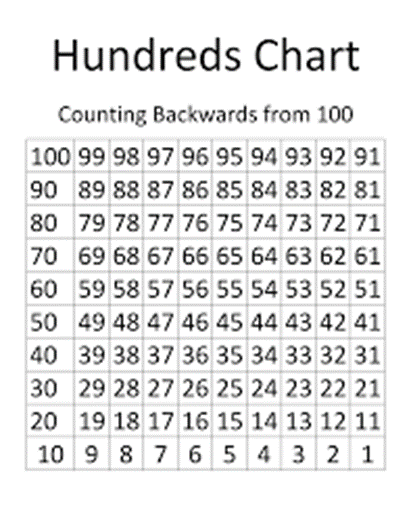 Hundreds Chart
Counting Backwards from 100
100 99 98 97 96 95 94 93 92 91
90 89 88 87 86 85 84 83 82 81
80 79 78 77 76 75 74 73 72 71
70 69 68 67 66 65 64 63 62 61
60 59 58 57 56 55 54 53 52 51
50 49 48 47 46 45 44 43 42 41
40 39 38 37 36 35 34 33 32 31
30 29 28 27 26 25 24 23 22 21
20 19 18 17 16 15 14 13 12 11
10 9 8 7 6 5 4 3 2 1